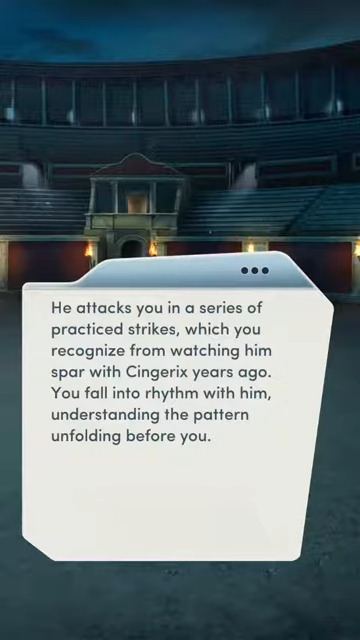 He attacks you in a series of
practiced strikes, which you
recognize from watching him
spar with Cingerix years ago.
You fall into rhythm with him,
understanding the pattern
unfolding before you.